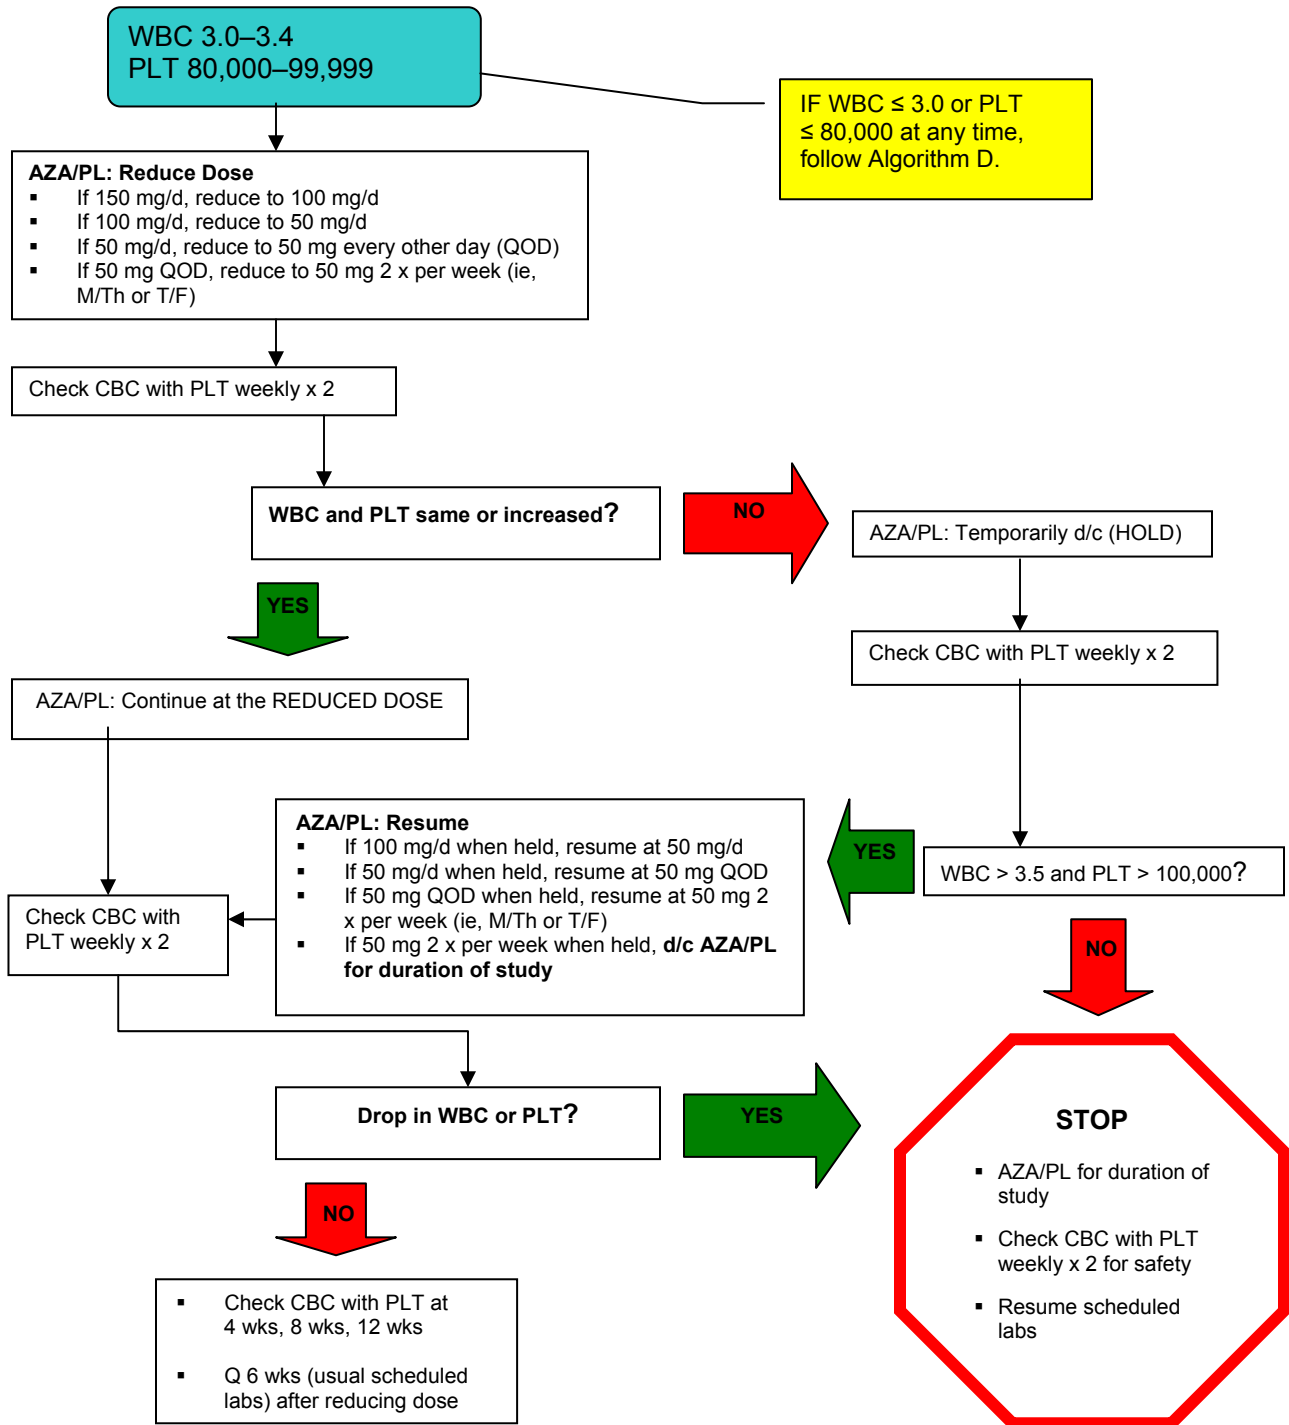 WBC 3.0–3.4
PLT 80,000–99,999
IF WBC ≤ 3.0 or PLT
≤ 80,000 at any time,
follow Algorithm D.
AZA/PL: Reduce Dose
▪ If 150 mg/d, reduce to 100 mg/d
▪ If 100 mg/d, reduce to 50 mg/d
▪ If 50 mg/d, reduce to 50 mg every other day (QOD)
▪ If 50 mg QOD, reduce to 50 mg 2 x per week (ie,
M/Th or T/F)
Check CBC with PLT weekly x 2
WBC and PLT same or increased?
NO
AZA/PL: Temporarily d/c (HOLD)
YES
Check CBC with PLT weekly x 2
AZA/PL: Continue at the REDUCED DOSE
AZA/PL: Resume
▪ If 100 mg/d when held, resume at 50 mg/d
▪ If 50 mg/d when held, resume at 50 mg QOD
▪ If 50 mg QOD when held, resume at 50 mg 2
x per week (ie, M/Th or T/F)
▪ If 50 mg 2 x per week when held, d/c AZA/PL
for duration of study
YES
WBC > 3.5 and PLT > 100,000?
Check CBC with
PLT weekly x 2
NO
Drop in WBC or PLT?
YES
STOP
▪ AZA/PL for duration of
study
▪ Check CBC with PLT
weekly x 2 for safety
▪ Resume scheduled
labs
NO
▪ Check CBC with PLT at
4 wks, 8 wks, 12 wks
▪ Q 6 wks (usual scheduled
labs) after reducing dose